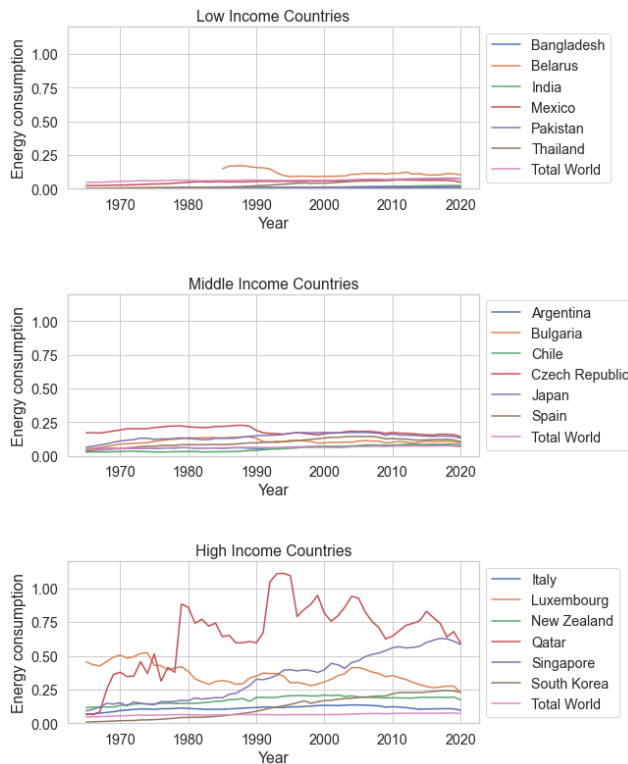 Low Income Countries
Energy consumption
1.00
0.75
0.50
0.25
0.00
1970 1980 1990 2000 2010 2020
Year
Bangladesh
Belarus
India
Mexico
Pakistan
Thailand
Total World
Middle Income Countries
Energy consumption
1.00
0.75
0.50
0.25
0.00
1970 1980 1990 2000 2010 2020
Year
Argentina
Bulgaria
Chile
Czech Republic
Japan
Spain
Total World
High Income Countries
Energy consumption
1.00
0.75
0.50
0.25
0.00
1970 1980 1990 2000 2010 2020
Year
Italy
Luxembourg
New Zealand
Qatar
Singapore
South Korea
Total World